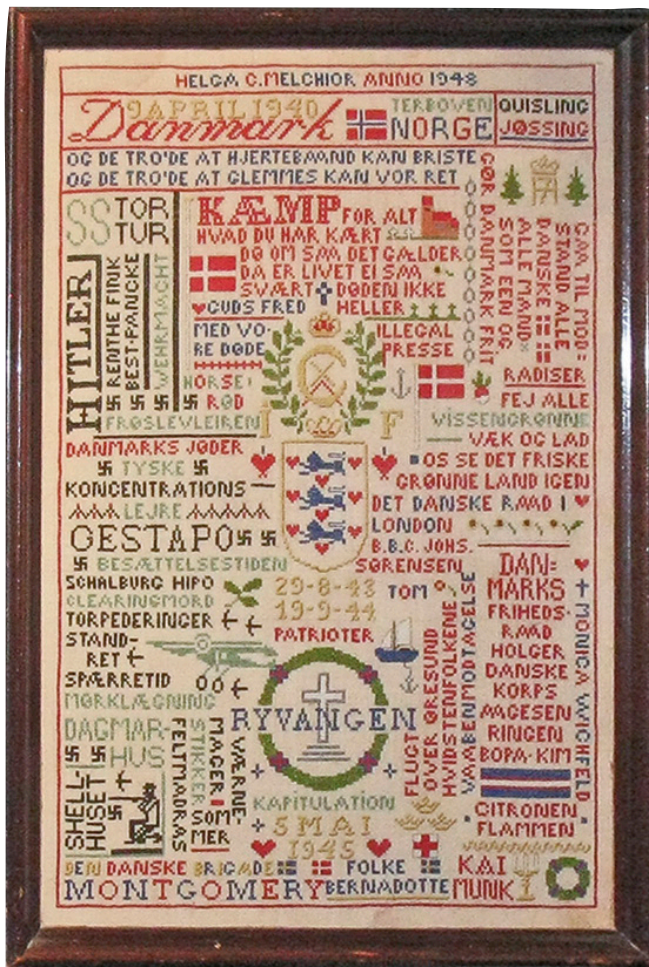 HELGA C. MELCHIOR ANNO 1948
9 APRIL 1940
Danmark
TERBOVEN
NORGE
QUISLING
JØSSING
OG DE TRO'DE AT HJERTEBAAND KAN BRISTE
OG DE TRO'DE AT GLEMMES KAN VOR RET
GØR DANMARK FRIT
SS
TOR
TUR
KÆMP FOR ALT
HVAD DU HAR KÆRT
DØ OM SAA DET GÆLDER
DA ER LIVET EI SAA
SVÆRT DØDEN IKKE
HELLER
GAA TIL MOD=
STAND ALLE
DANSKE
ALLE MAND
SOM EEN OG
HITLER
RENTHE FINK
BEST-PANCKE
WEHRMACHT
GUDS FRED
MED VO-
RE DØDE
ILLEGAL
PRESSE
NORSE
RØD
FRØSLEVLEIREN
C
X
I F
RADISER
FEJ ALLE
VISSENGRØNNE
VÆK OG LAD
OS SE DET FRISKE
GRØNNE LAND IGEN
DANMARKS JØDER
TYSKE
KONCENTRATIONS
LEJRE
GESTAPO
BESÆTTELSESTIDEN
DET DANSKE RAAD I
LONDON
B.B.C. JOHS.
SØRENSEN
SCHALBURG HIPO
CLEARINGMORD
TORPEDERINGER
STAND-
RET
SPÆRRETID
MØRKLÆGNING
29-8-43
19-9-44
PATRIOTER
TOM
DAN-
MARKS
FRIHEDS-
RAAD
HOLGER
DANSKE
KORPS
AAGESEN
RINGEN
BOPA-KIM
MONICA WICHFELD
FLUGT
OVER ØRESUND
HVIDSTENFOLKENE
VAABENMODTAGELSE
RYVANGEN
DAGMAR-
HUS
SHELL-
HUSET
FELTMADRAS
STIKKER
MAGER
VÆRNE-
I
SOM
MER
KAPITULATION
5 MAI
1945
CITRONEN
FLAMMEN
DEN DANSKE BRIGADE
MONTGOMERY
FOLKE
BERNADOTTE
KAI
MUNK